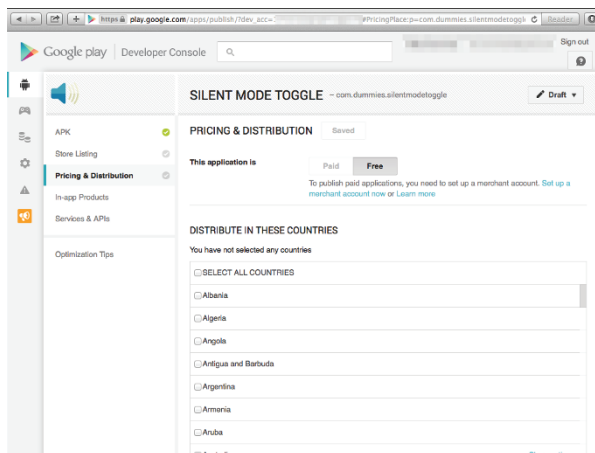 https play.google.com/apps/publish/?dev_acc= #PricingPlace:p=com.dummies.silentmodetoggle Reader
Google play Developer Console
Sign out
SILENT MODE TOGGLE – com.dummies.silentmodetoggle Draft
APK
Store Listing
Pricing & Distribution
In-app Products
Services & APIs
Optimization Tips
PRICING & DISTRIBUTION Saved
This application is Paid Free
To publish paid applications, you need to set up a merchant account. Set up a
merchant account now or Learn more
DISTRIBUTE IN THESE COUNTRIES
You have not selected any countries
SELECT ALL COUNTRIES
Albania
Algeria
Angola
Antigua and Barbuda
Argentina
Armenia
Aruba